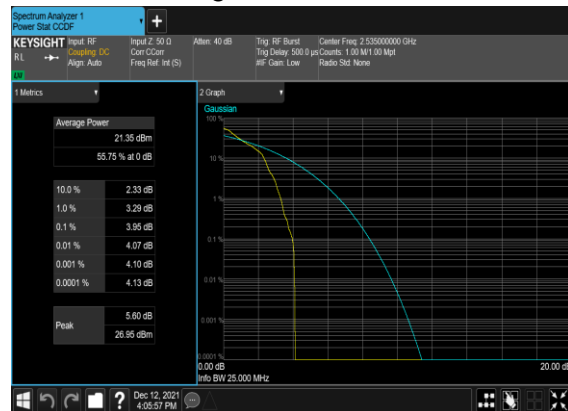 Spectrum Analyzer 1
Power Stat CCDF
KEYSIGHT
RL
LW
Input: RF
Coupling: DC
Align: Auto
Input Z: 50 Ω
Corr CCorr
Freq Ref: Int (S)
Atten: 40 dB
Trig: RF Burst
Trig Delay: 500.0 µs
#IF Gain: Low
Center Freq: 2.535000000 GHz
Counts: 1.00 M/1.00 Mpt
Radio Std: None
1 Metrics
Average Power
21.35 dBm
55.75 % at 0 dB
10.0 % 2.33 dB
1.0 % 3.29 dB
0.1 % 3.95 dB
0.01 % 4.07 dB
0.001 % 4.10 dB
0.0001 % 4.13 dB
Peak
5.60 dB
26.95 dBm
2 Graph
Gaussian
100 %
10 %
1 %
0.1 %
0.01 %
0.001 %
0.0001 %
0.00 dB
20.00 dB
Info BW 25.000 MHz
Dec 12, 2021
4:05:57 PM